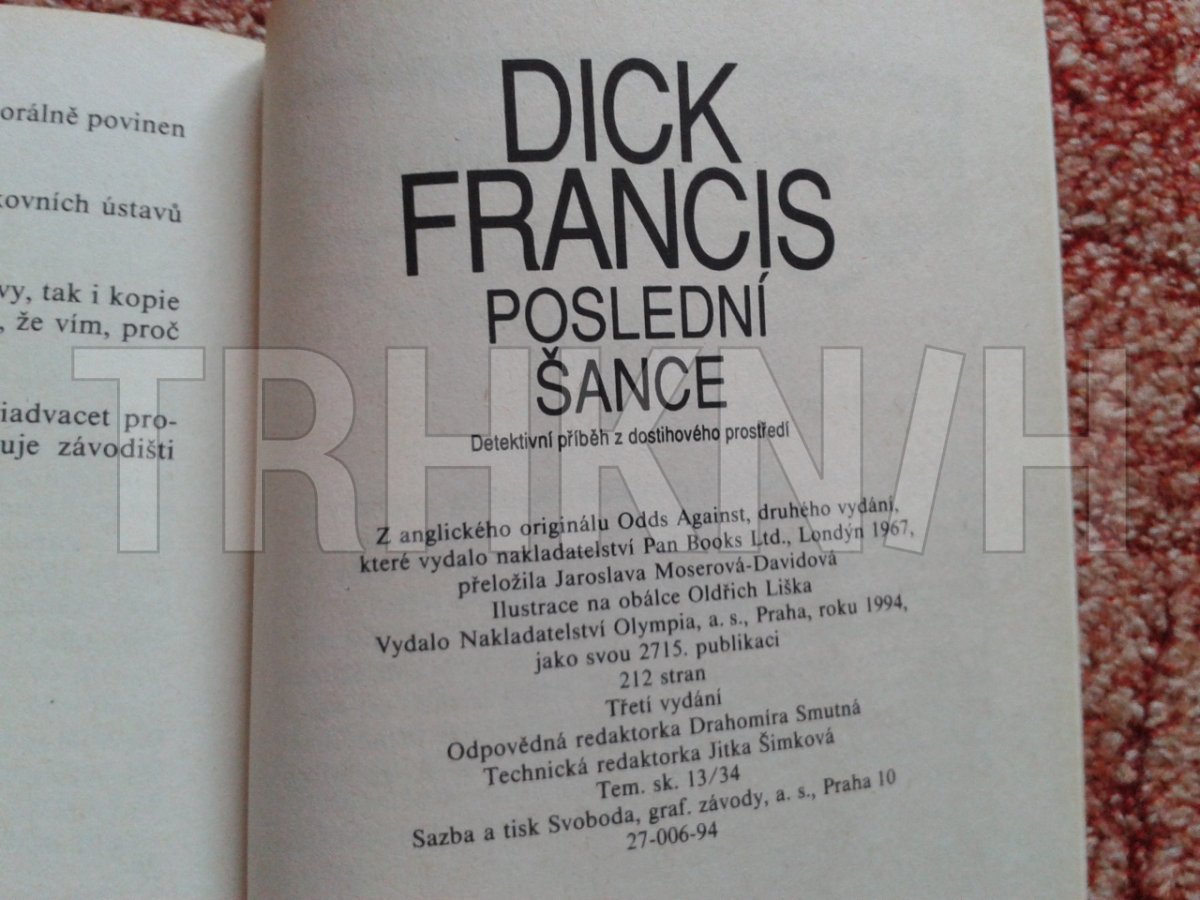 orálně povinen
kovních ústavů
vy, tak i kopie
, že vím, proč
iadvacet pro-
uje závodišti
DICK
FRANCIS
POSLEDNÍ
ŠANCE
Detektivní příběh z dostihového prostředí
Z anglického originálu Odds Against, druhého vydání,
které vydalo nakladatelství Pan Books Ltd., Londýn 1967,
přeložila Jaroslava Moserová-Davidová
Ilustrace na obálce Oldřich Liška
Vydalo Nakladatelství Olympia, a. s., Praha, roku 1994,
jako svou 2715. publikaci
212 stran
Třetí vydání
Odpovědná redaktorka Drahomíra Smutná
Technická redaktorka Jitka Šimková
Tem. sk. 13/34
Sazba a tisk Svoboda, graf. závody, a. s., Praha 10
27-006-94
TRHKN/H